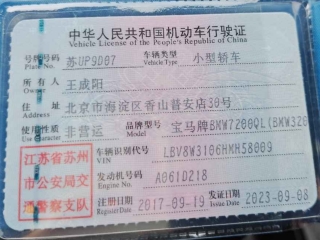 中华人民共和国机动车行驶证
Vehicle License of the People's Republic of China
号牌号码 苏UP9D07 车辆类型 小型轿车
Plate No. Vehicle Type
所有人 王成阳
Owner
住址 北京市海淀区香山普安店30号
Address
使用性质 非营运 品牌型号 宝马牌BMW7200QL(BMW320
Use Character Model
江苏省苏州
市公安局交
通警察支队
车辆识别代号 LBV8W3106HMH58009
VIN
发动机号码 A061D218
Engine No.
注册日期 2017-09-19 发证日期 2023-09-08
Register Date Issue Date